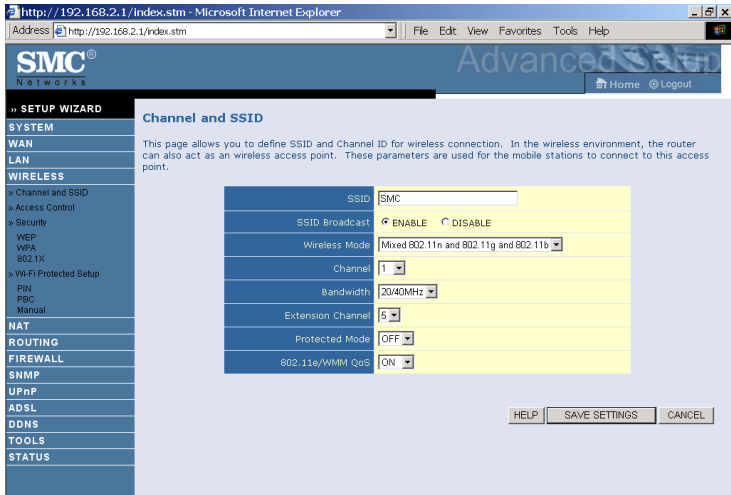 http://192.168.2.1/index.stm - Microsoft Internet Explorer
Address http://192.168.2.1/index.stm File Edit View Favorites Tools Help
SMC®
Networks
Advanced Setup
Home Logout
» SETUP WIZARD
SYSTEM
WAN
LAN
WIRELESS
» Channel and SSID
» Access Control
» Security
WEP
WPA
802.1X
» Wi-Fi Protected Setup
PIN
PBC
Manual
NAT
ROUTING
FIREWALL
SNMP
UPnP
ADSL
DDNS
TOOLS
STATUS
Channel and SSID
This page allows you to define SSID and Channel ID for wireless connection. In the wireless environment, the router
can also act as an wireless access point. These parameters are used for the mobile stations to connect to this access
point.
SSID SMC
SSID Broadcast ENABLE DISABLE
Wireless Mode Mixed 802.11n and 802.11g and 802.11b
Channel 1
Bandwidth 20/40MHz
Extension Channel 5
Protected Mode OFF
802.11e/WMM QoS ON
HELP SAVE SETTINGS CANCEL